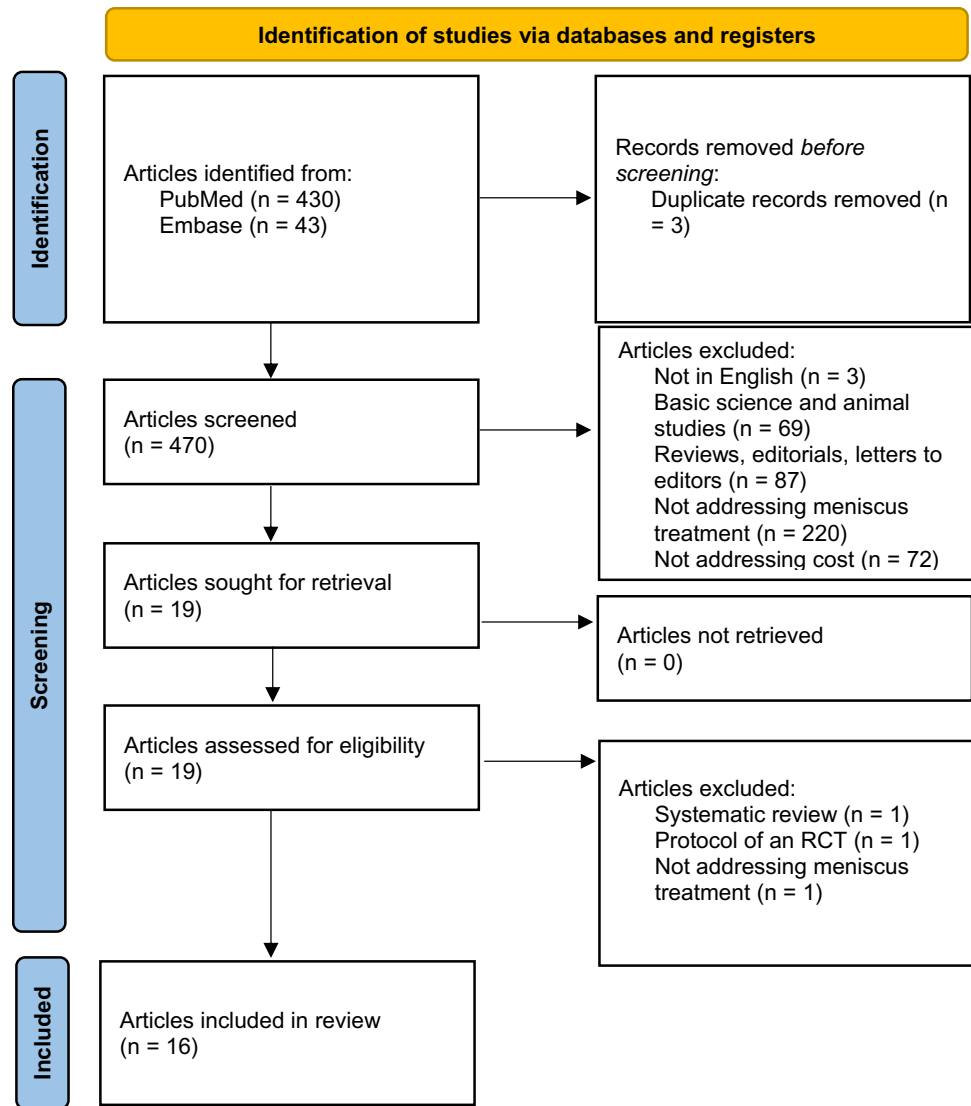 Identification of studies via databases and registers
Identification
Articles identified from:
PubMed (n = 430)
Embase (n = 43)
Records removed before
screening:
Duplicate records removed (n
= 3)
Screening
Articles screened
(n = 470)
Articles excluded:
Not in English (n = 3)
Basic science and animal
studies (n = 69)
Reviews, editorials, letters to
editors (n = 87)
Not addressing meniscus
treatment (n = 220)
Not addressing cost (n = 72)
Articles sought for retrieval
(n = 19)
Articles not retrieved
(n = 0)
Articles assessed for eligibility
(n = 19)
Articles excluded:
Systematic review (n = 1)
Protocol of an RCT (n = 1)
Not addressing meniscus
treatment (n = 1)
Included
Articles included in review
(n = 16)